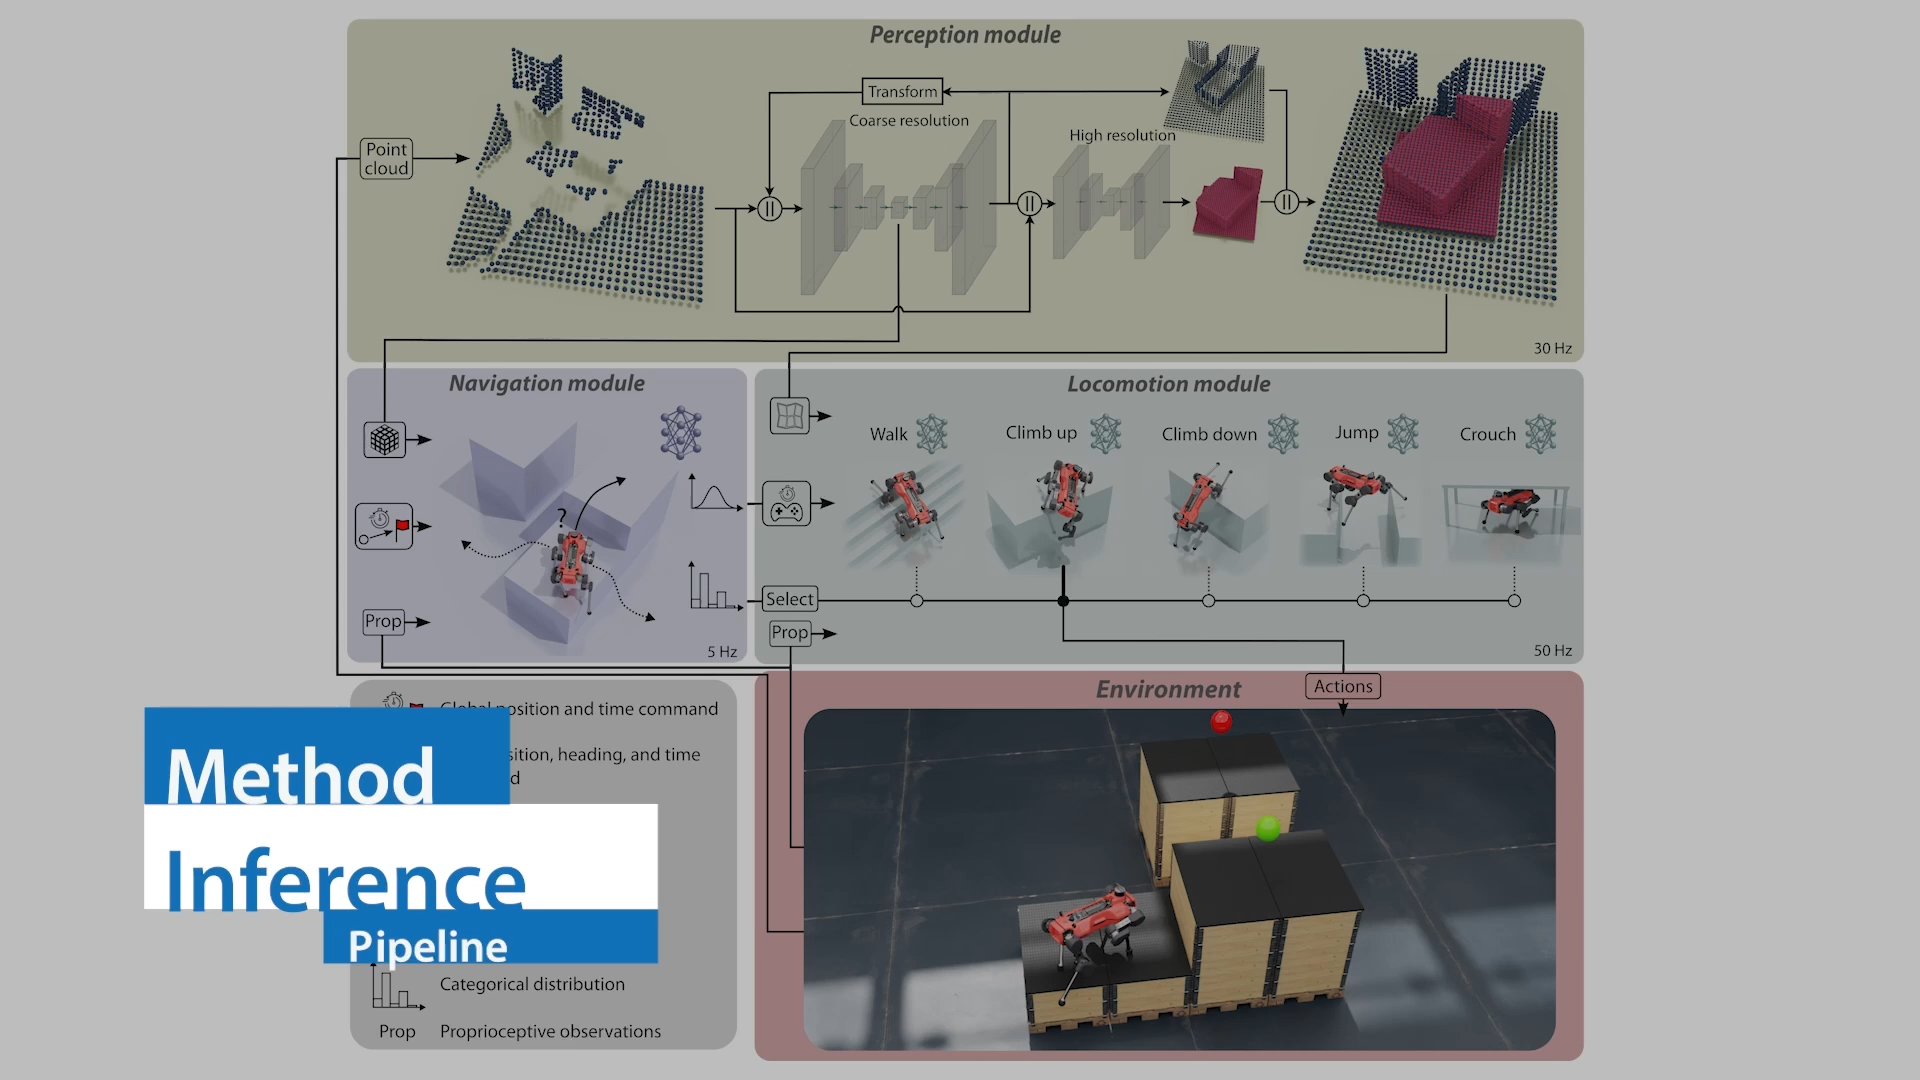 Perception module
Transform
Coarse resolution
High resolution
Point
cloud
30 Hz
Navigation module
?
Prop
5 Hz
Locomotion module
Walk
Climb up
Climb down
Jump
Crouch
Select
Prop
50 Hz
Environment
Actions
Global position and time command
sition, heading, and time
d
Method
Inference
Pipeline
Categorical distribution
Prop
Proprioceptive observations